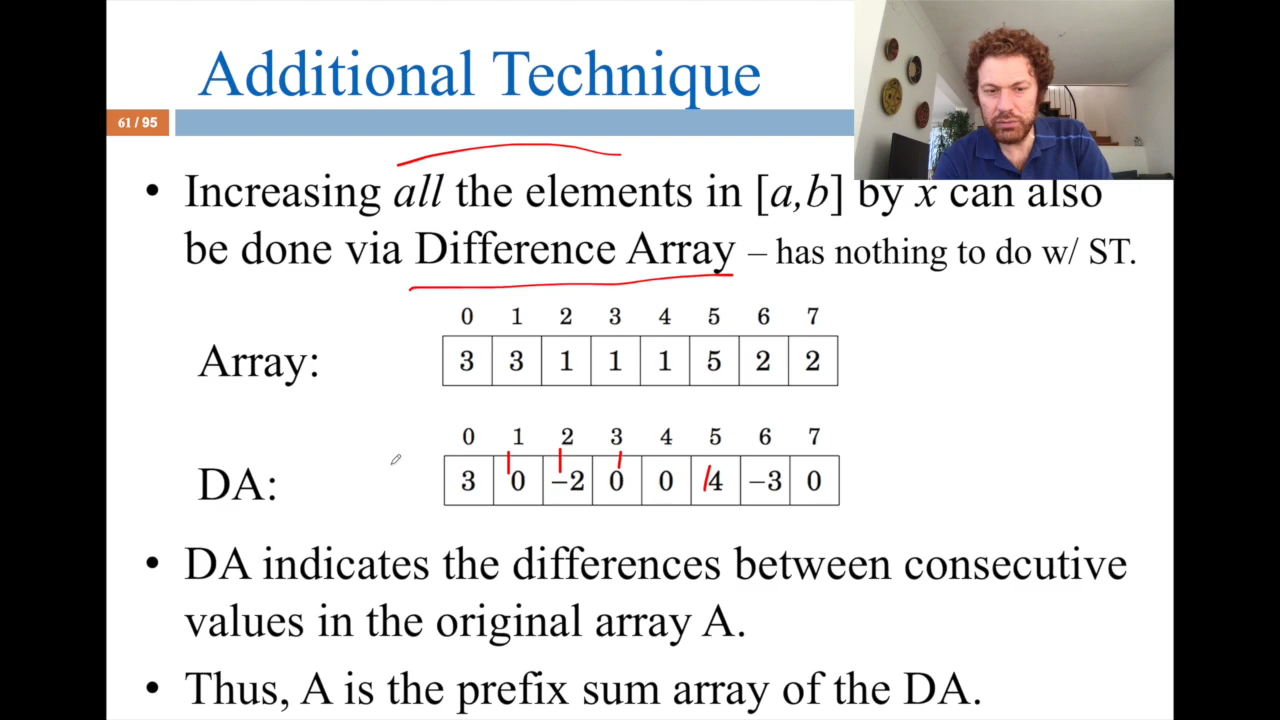 Additional Technique
61 / 95
• Increasing all the elements in [a,b] by x can also
be done via Difference Array – has nothing to do w/ ST.
0 1 2 3 4 5 6 7
Array: 3 3 1 1 1 5 2 2
0 1 2 3 4 5 6 7
DA: 3 0 −2 0 0 4 −3 0
• DA indicates the differences between consecutive
values in the original array A.
• Thus, A is the prefix sum array of the DA.